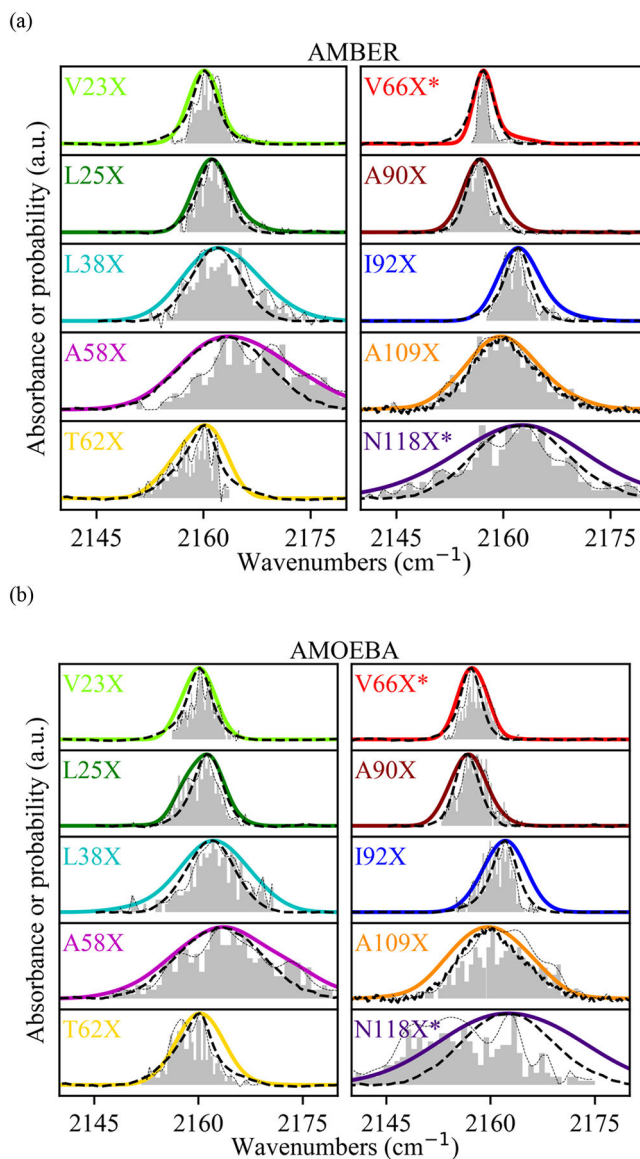 (a)
AMBER
Absorbance or probability (a.u.)
V23X
V66X*
L25X
A90X
L38X
I92X
A58X
A109X
T62X
N118X*
2145 2160 2175 2145 2160 2175
Wavenumbers (cm⁻¹)
(b)
AMOEBA
Absorbance or probability (a.u.)
V23X
V66X*
L25X
A90X
L38X
I92X
A58X
A109X
T62X
N118X*
2145 2160 2175 2145 2160 2175
Wavenumbers (cm⁻¹)